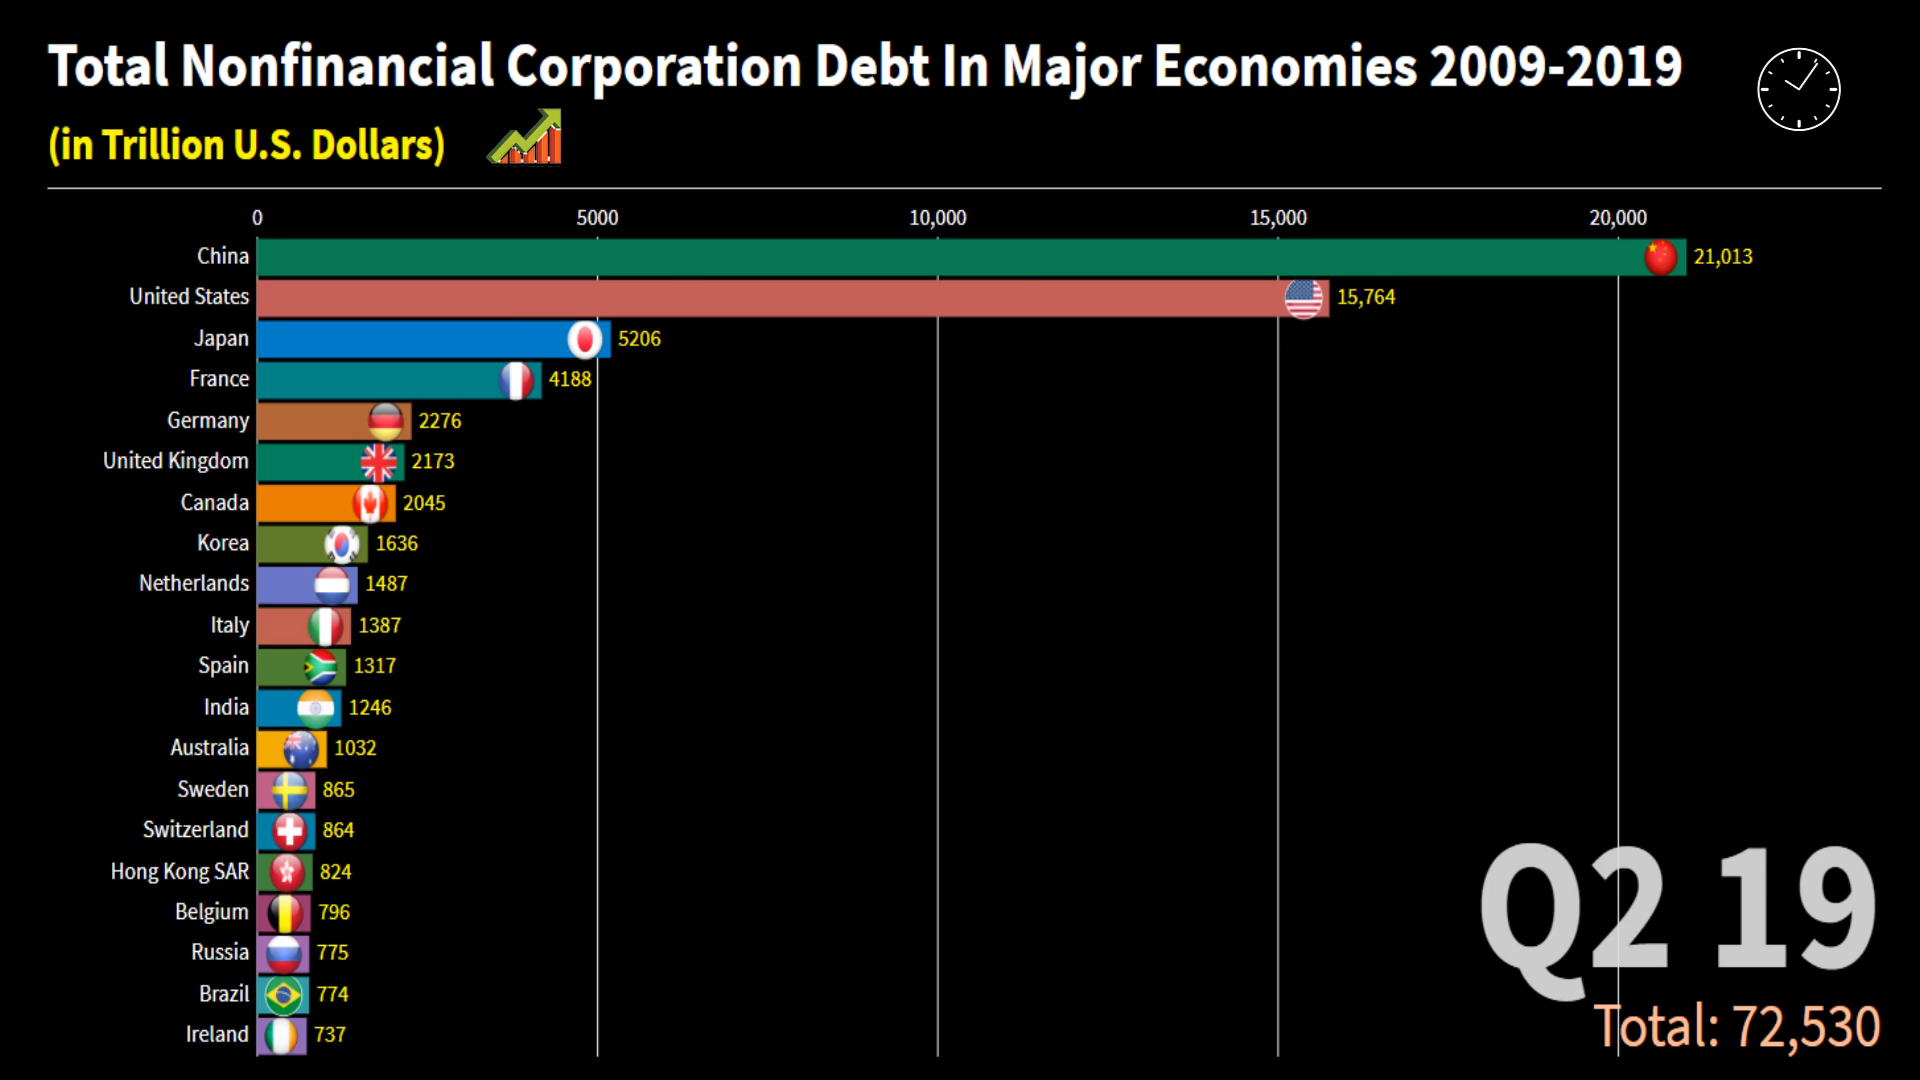 Total Nonfinancial Corporation Debt In Major Economies 2009-2019
(in Trillion U.S. Dollars)
0 5000 10,000 15,000 20,000
China 21,013
United States 15,764
Japan 5206
France 4188
Germany 2276
United Kingdom 2173
Canada 2045
Korea 1636
Netherlands 1487
Italy 1387
Spain 1317
India 1246
Australia 1032
Sweden 865
Switzerland 864
Hong Kong SAR 824
Belgium 796
Russia 775
Brazil 774
Ireland 737
Q2 19
Total: 72,530